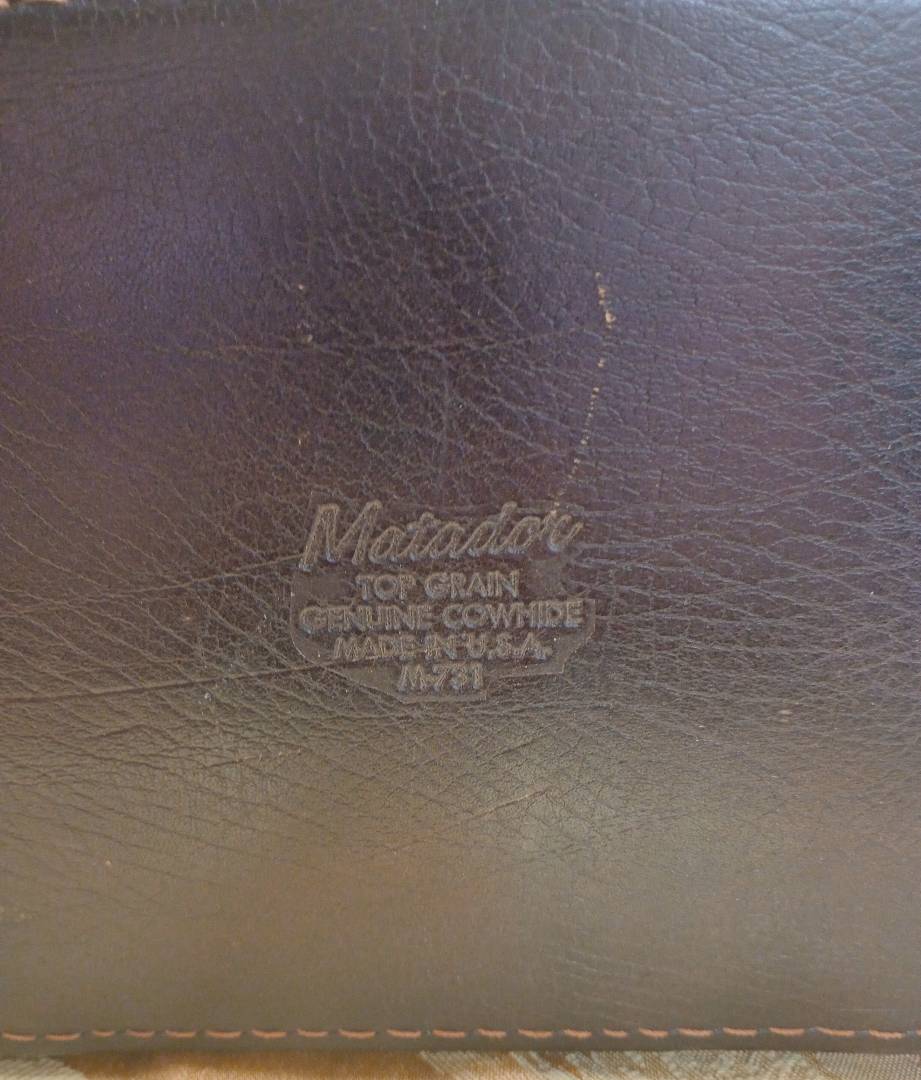 Matador
TOP GRAIN
GENUINE COWHIDE
MADE IN U.S.A.
M-731